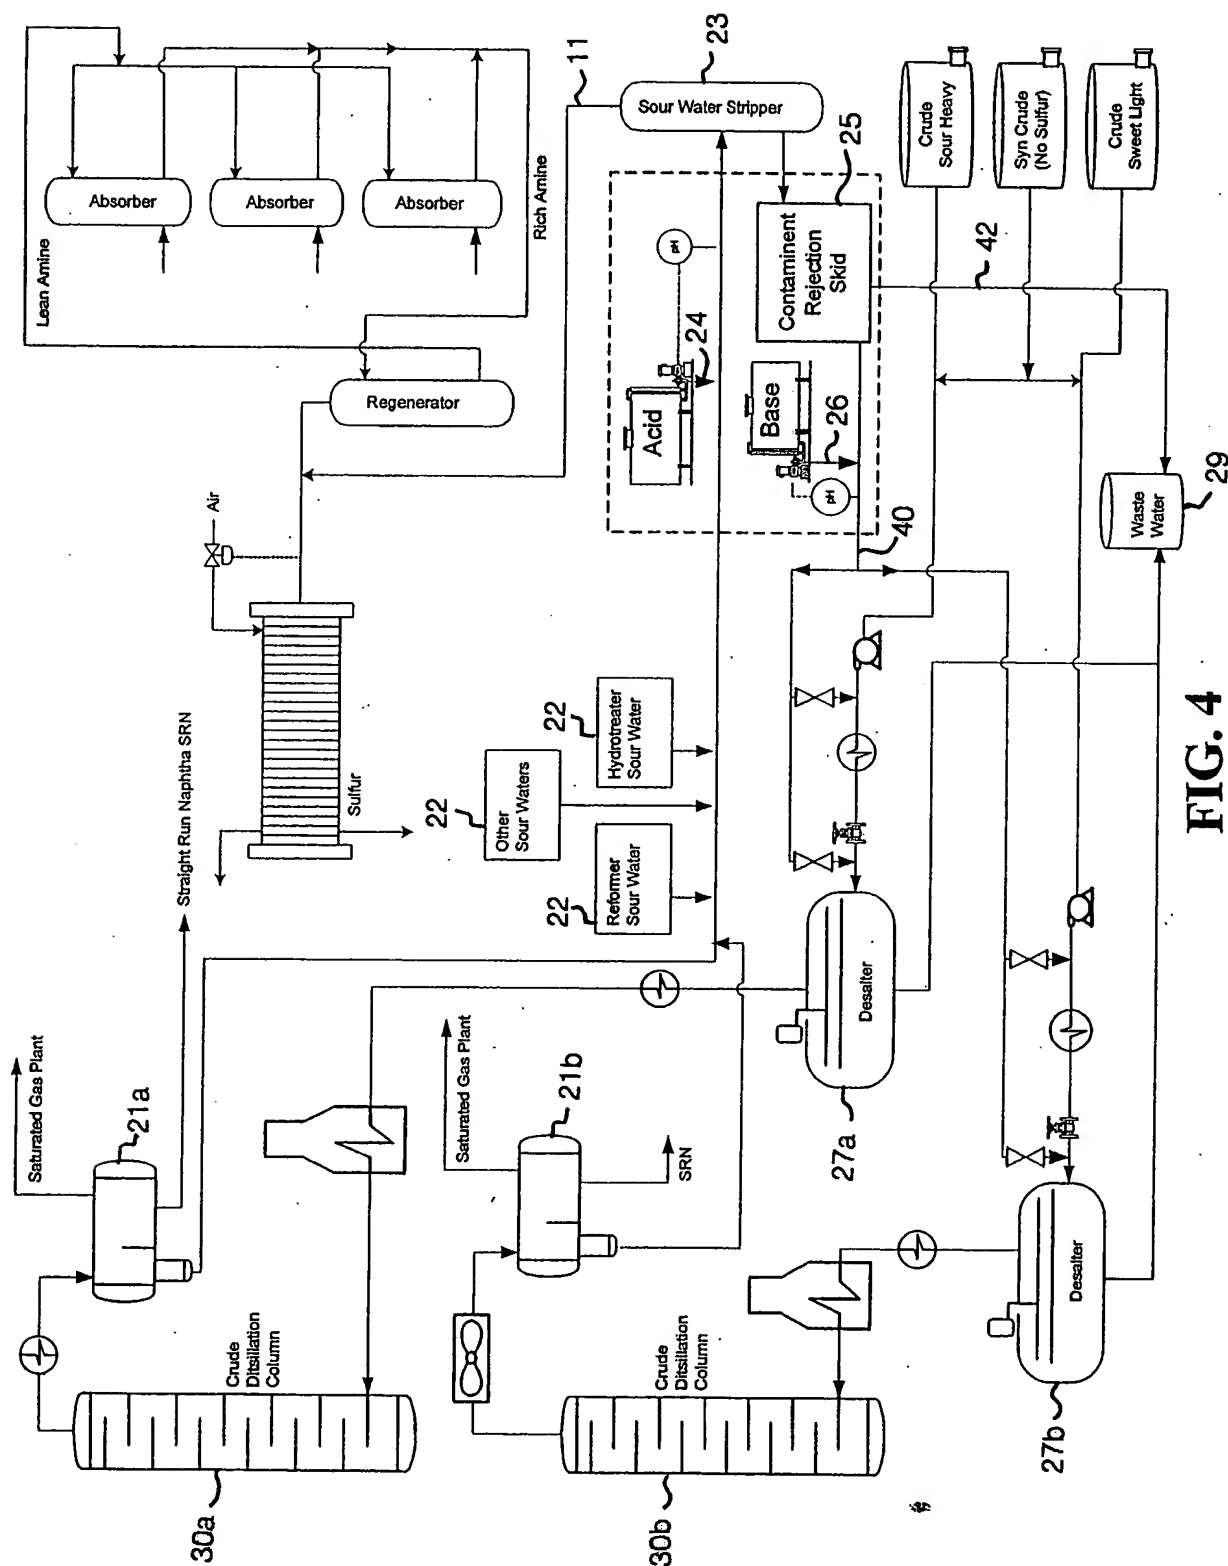 Lean Amine
Absorber
Absorber
Absorber
Rich Amine
Regenerator
Air
Sulfur
11
23
Sour Water Stripper
25
Contaminent
Rejection
Skid
pH
24
Acid
Base
26
pH
40
42
Crude
Sour Heavy
Syn Crude
(No Sulfur)
Crude
Sweet Light
Waste
Water
29
22
Hydrotreater
Sour Water
22
Other
Sour Waters
22
Reformer
Sour Water
Straight Run Naphtha SRN
Saturated Gas Plant
21a
Saturated Gas Plant
21b
SRN
Crude
Ditsillation
Column
30a
Crude
Ditsillation
Column
30b
Desalter
27a
Desalter
27b
FIG. 4